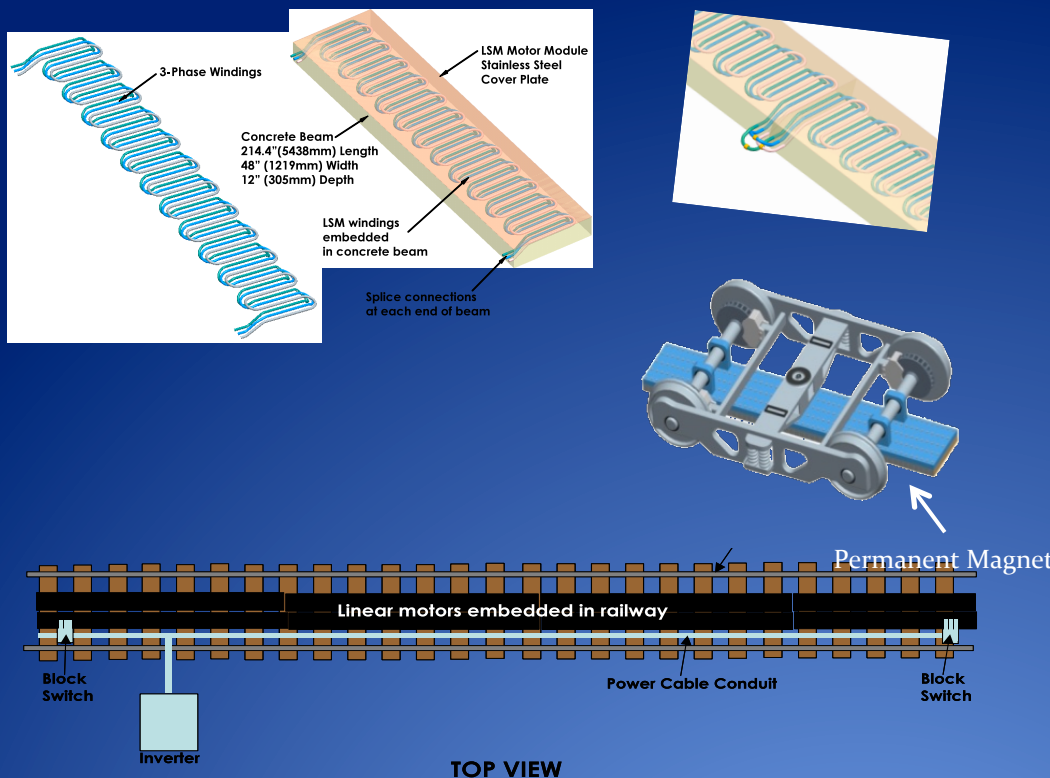 3-Phase Windings
LSM Motor Module
Stainless Steel
Cover Plate
Concrete Beam
214.4"(5438mm) Length
48" (1219mm) Width
12" (305mm) Depth
LSM windings
embedded
in concrete beam
Splice connections
at each end of beam
Permanent Magnet
Linear motors embedded in railway
Block
Switch
Power Cable Conduit
Block
Switch
Inverter
TOP VIEW